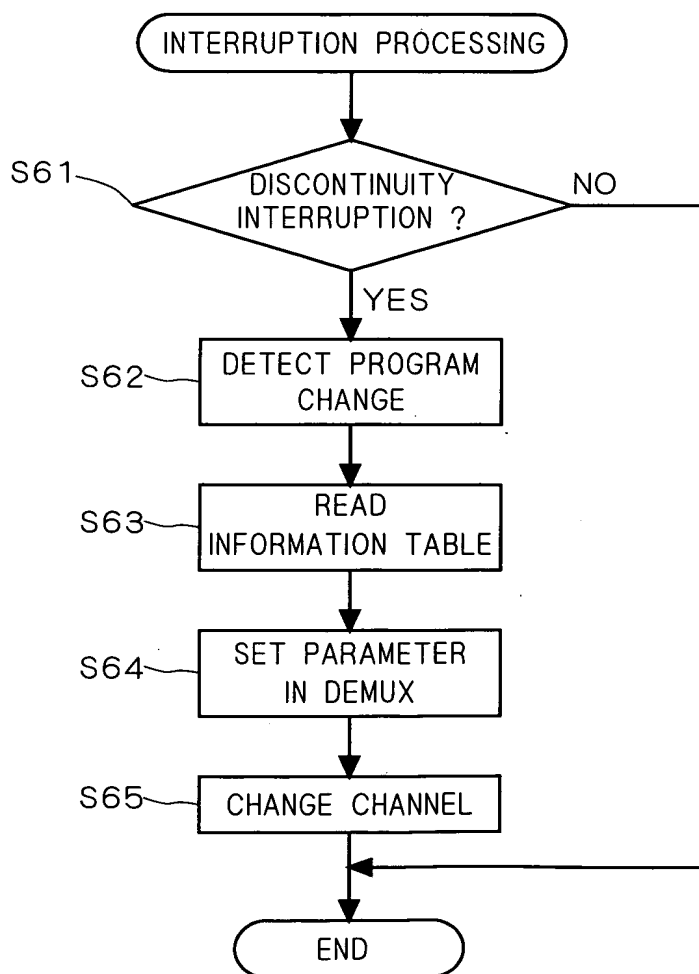 INTERRUPTION PROCESSING
S61
DISCONTINUITY
INTERRUPTION ?
NO
YES
S62
DETECT PROGRAM
CHANGE
S63
READ
INFORMATION TABLE
S64
SET PARAMETER
IN DEMUX
S65
CHANGE CHANNEL
END